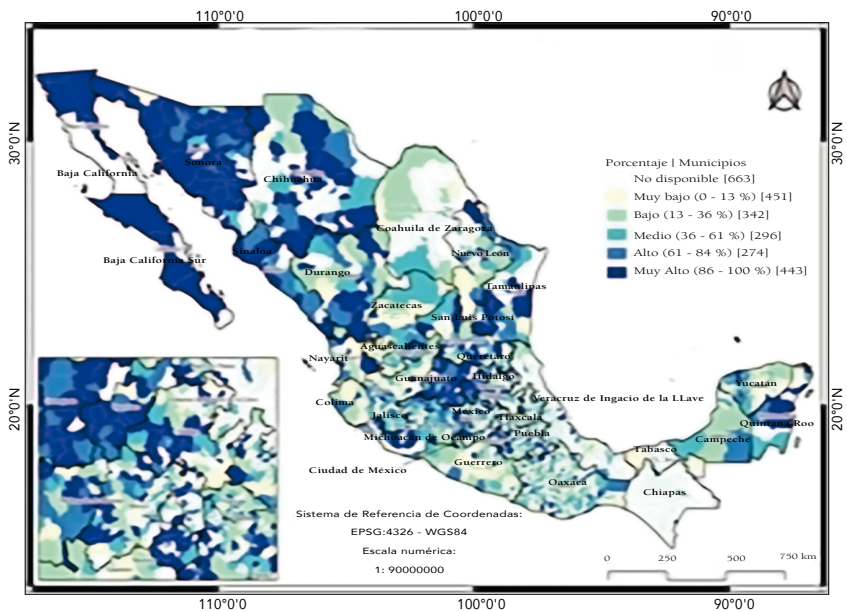 110°0'0 100°0'0 90°0'0
30°0'N 30°0'N
20°0'N 20°0'N
Porcentaje | Municipios
No disponible [663]
Muy bajo (0 - 13 %) [451]
Bajo (13 - 36 %) [342]
Medio (36 - 61 %) [296]
Alto (61 - 84 %) [274]
Muy Alto (86 - 100 %) [443]
Sonora
Baja California
Chihuahua
Coahuila de Zaragoza
Sinaloa
Nuevo León
Baja California Sur
Durango
Tamaulipas
Zacatecas
San Luis Potosí
Aguascalientes
Nayarit
Querétaro
Guanajuato
Hidalgo
Yucatán
Colima
Veracruz de Ingacio de la LLave
Jalisco
México
Tlaxcala
Quintana Roo
Michoacán de Ocampo
Puebla
Campeche
Tabasco
Ciudad de México
Guerrero
Oaxaca
Chiapas
Sistema de Referencia de Coordenadas:
EPSG:4326 - WGS84
Escala numérica:
1: 90000000
0 250 500 750 km
110°0'0 100°0'0 90°0'0